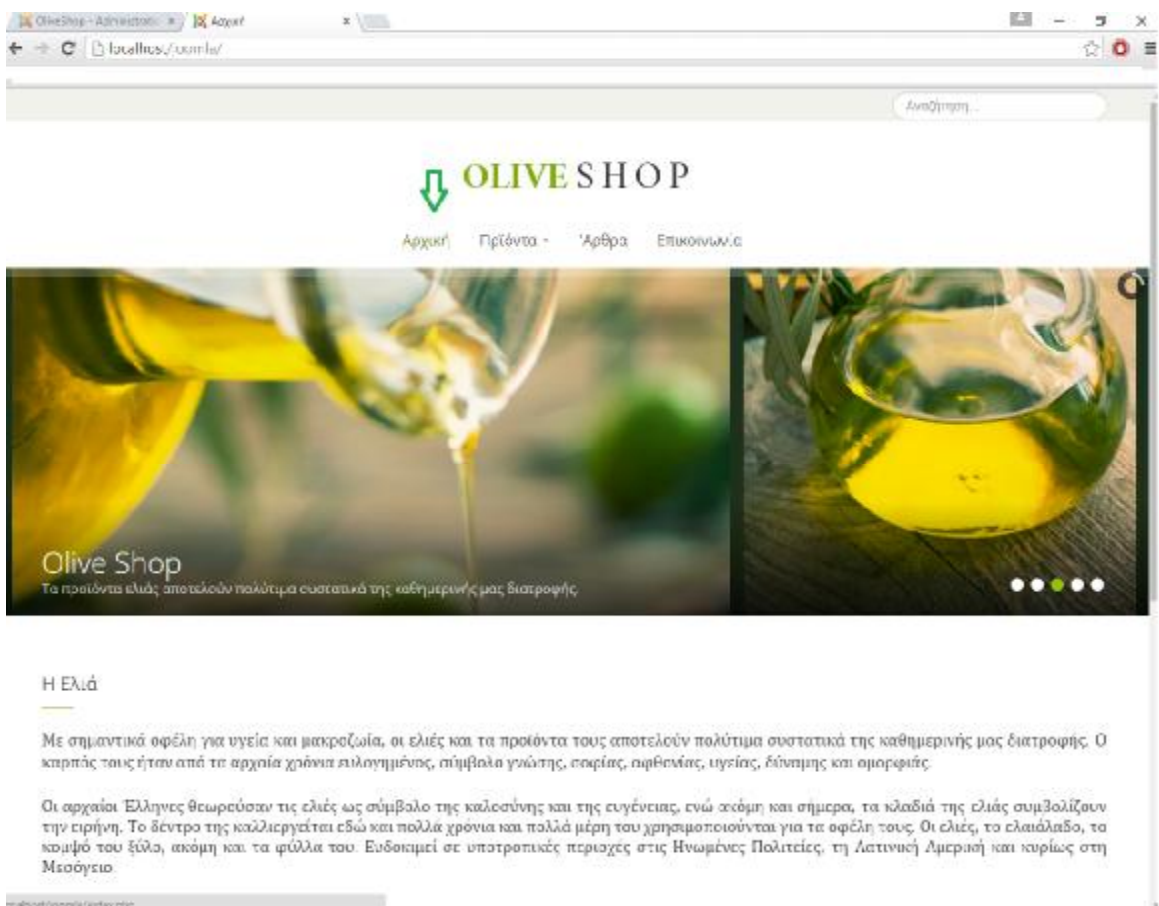 OliveShop - Administratio
Αρχική
localhost/joomla/
Αναζήτηση...
OLIVE SHOP
Αρχική Πρϊόντα Άρθρα Επικοινωνία
Olive Shop
Τα προϊόντα ελιάς αποτελούν πολύτιμα συστατικά της καθημερινής μας διατροφής.
Η Ελιά
Με σημαντικά οφέλη για υγεία και μακροζωία, οι ελιές και τα προϊόντα τους αποτελούν πολύτιμα συστατικά της καθημερινής μας διατροφής. Ο
καρπός τους ήταν από τα αρχαία χρόνια ευλογημένος, σύμβολο γνώσης, σοφίας, αφθονίας, υγείας, δύναμης και ομορφιάς.
Οι αρχαίοι Έλληνες θεωρούσαν τις ελιές ως σύμβολο της καλοσύνης και της ευγένειας, ενώ ακόμη και σήμερα, τα κλαδιά της ελιάς συμβολίζουν
την ειρήνη. Το δέντρο της καλλιεργείται εδώ και πολλά χρόνια και πολλά μέρη του χρησιμοποιούνται για τα οφέλη τους. Οι ελιές, το ελαιόλαδο, το
κομψό του ξύλο, ακόμη και τα φύλλα του. Ευδοκιμεί σε υποτροπικές περιοχές στις Ηνωμένες Πολιτείες, τη Λατινική Αμερική και κυρίως στη
Μεσόγειο.
localhost/joomla/index.php